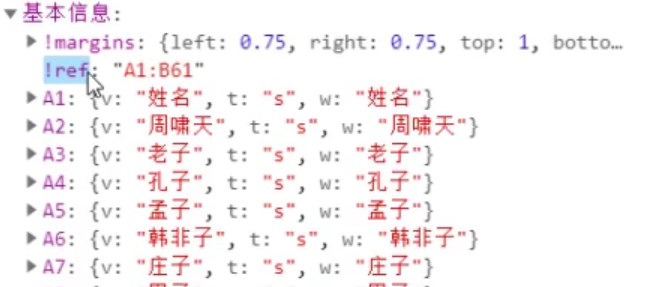 ▼基本信息:
▶!margins: {left: 0.75, right: 0.75, top: 1, botto…
!ref: "A1:B61"
▶A1: {v: "姓名", t: "s", w: "姓名"}
▶A2: {v: "周啸天", t: "s", w: "周啸天"}
▶A3: {v: "老子", t: "s", w: "老子"}
▶A4: {v: "孔子", t: "s", w: "孔子"}
▶A5: {v: "孟子", t: "s", w: "孟子"}
▶A6: {v: "韩非子", t: "s", w: "韩非子"}
▶A7: {v: "庄子", t: "s", w: "庄子"}